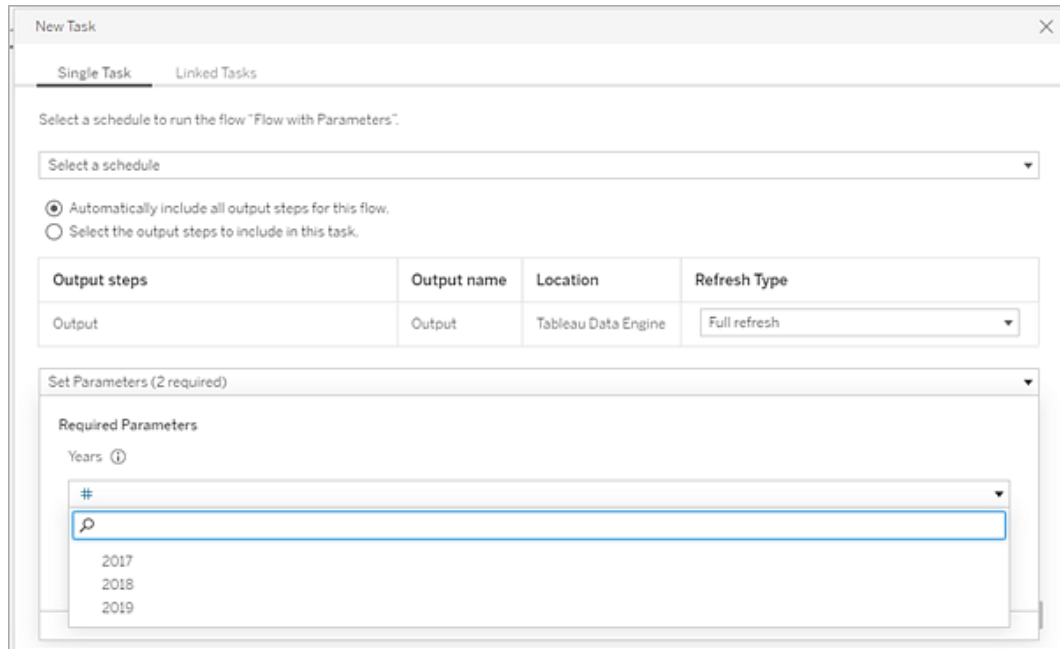 New Task
Single Task Linked Tasks
Select a schedule to run the flow "Flow with Parameters".
Select a schedule
Automatically include all output steps for this flow.
Select the output steps to include in this task.
Output steps Output name Location Refresh Type
Output Output Tableau Data Engine Full refresh
Set Parameters (2 required)
Required Parameters
Years
#
2017
2018
2019